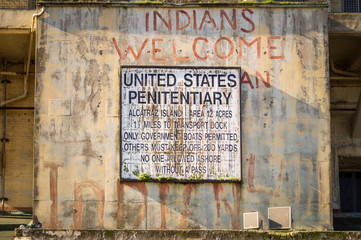 INDIANS
WELCOME
UNITED STATES
PENITENTIARY
ALCATRAZ ISLAND AREA 12 ACRES
1½ MILES TO TRANSPORT DOCK
ONLY GOVERNMENT BOATS PERMITTED
OTHERS MUST KEEP OFF 200 YARDS
NO ONE ALLOWED ASHORE
WITHOUT A PASS